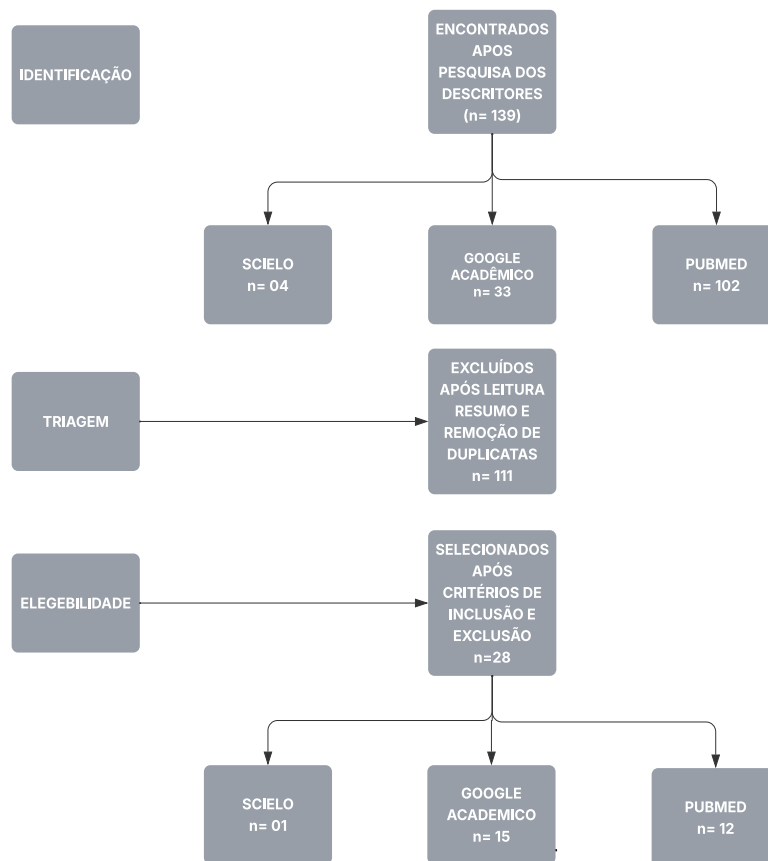 IDENTIFICAÇÃO
ENCONTRADOS
APOS
PESQUISA DOS
DESCRITORES
(n= 139)
SCIELO
n= 04
GOOGLE
ACADÊMICO
n= 33
PUBMED
n= 102
TRIAGEM
EXCLUÍDOS
APÓS LEITURA
RESUMO E
REMOÇÃO DE
DUPLICATAS
n= 111
ELEGEBILIDADE
SELECIONADOS
APÓS
CRITÉRIOS DE
INCLUSÃO E
EXCLUSÃO
n=28
SCIELO
n= 01
GOOGLE
ACADEMICO
n= 15
PUBMED
n= 12